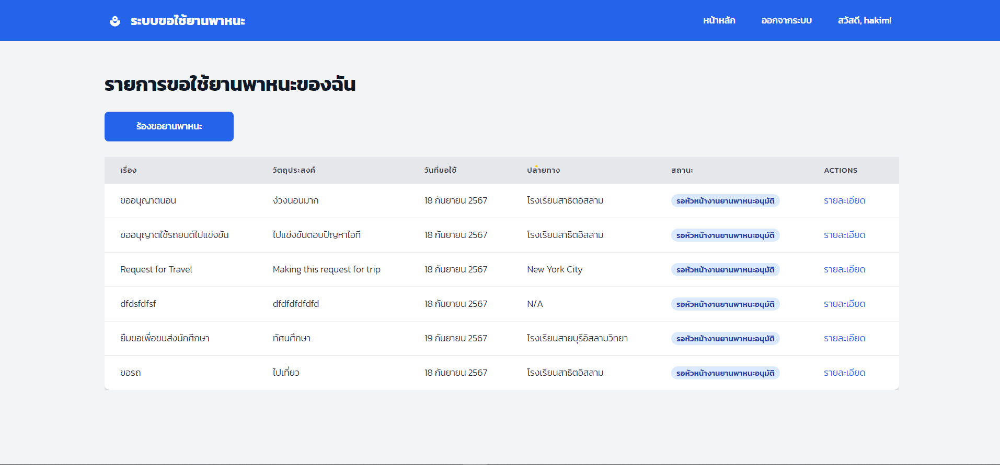 ระบบขอใช้ยานพาหนะ
หน้าหลัก ออกจากระบบ สวัสดี, hakim!
รายการขอใช้ยานพาหนะของฉัน
ร้องขอยานพาหนะ
เรื่อง วัตถุประสงค์ วันที่ขอใช้ ปล้ายทาง สถานะ ACTIONS
ขออนุญาตนอน ง่วงนอนมาก 18 กันยายน 2567 โรงเรียนสาธิตอิสลาม รอหัวหน้างานยานพาหนะอนุมัติ รายละเอียด
ขออนุญาตใช้รถยนต์ไปแข่งขัน ไปแข่งขันตอบปัญหาไอที 18 กันยายน 2567 โรงเรียนสาธิตอิสลาม รอหัวหน้างานยานพาหนะอนุมัติ รายละเอียด
Request for Travel Making this request for trip 18 กันยายน 2567 New York City รอหัวหน้างานยานพาหนะอนุมัติ รายละเอียด
dfdsfdfsf dfdfdfdfdfd 18 กันยายน 2567 N/A รอหัวหน้างานยานพาหนะอนุมัติ รายละเอียด
ยืมขอเพื่อขนส่งนักศึกษา ทัศนศึกษา 19 กันยายน 2567 โรงเรียนสายบุรีอิสลามวิทยา รอหัวหน้างานยานพาหนะอนุมัติ รายละเอียด
ขอรถ ไปเที่ยว 18 กันยายน 2567 โรงเรียนสาธิตอิสลาม รอหัวหน้างานยานพาหนะอนุมัติ รายละเอียด